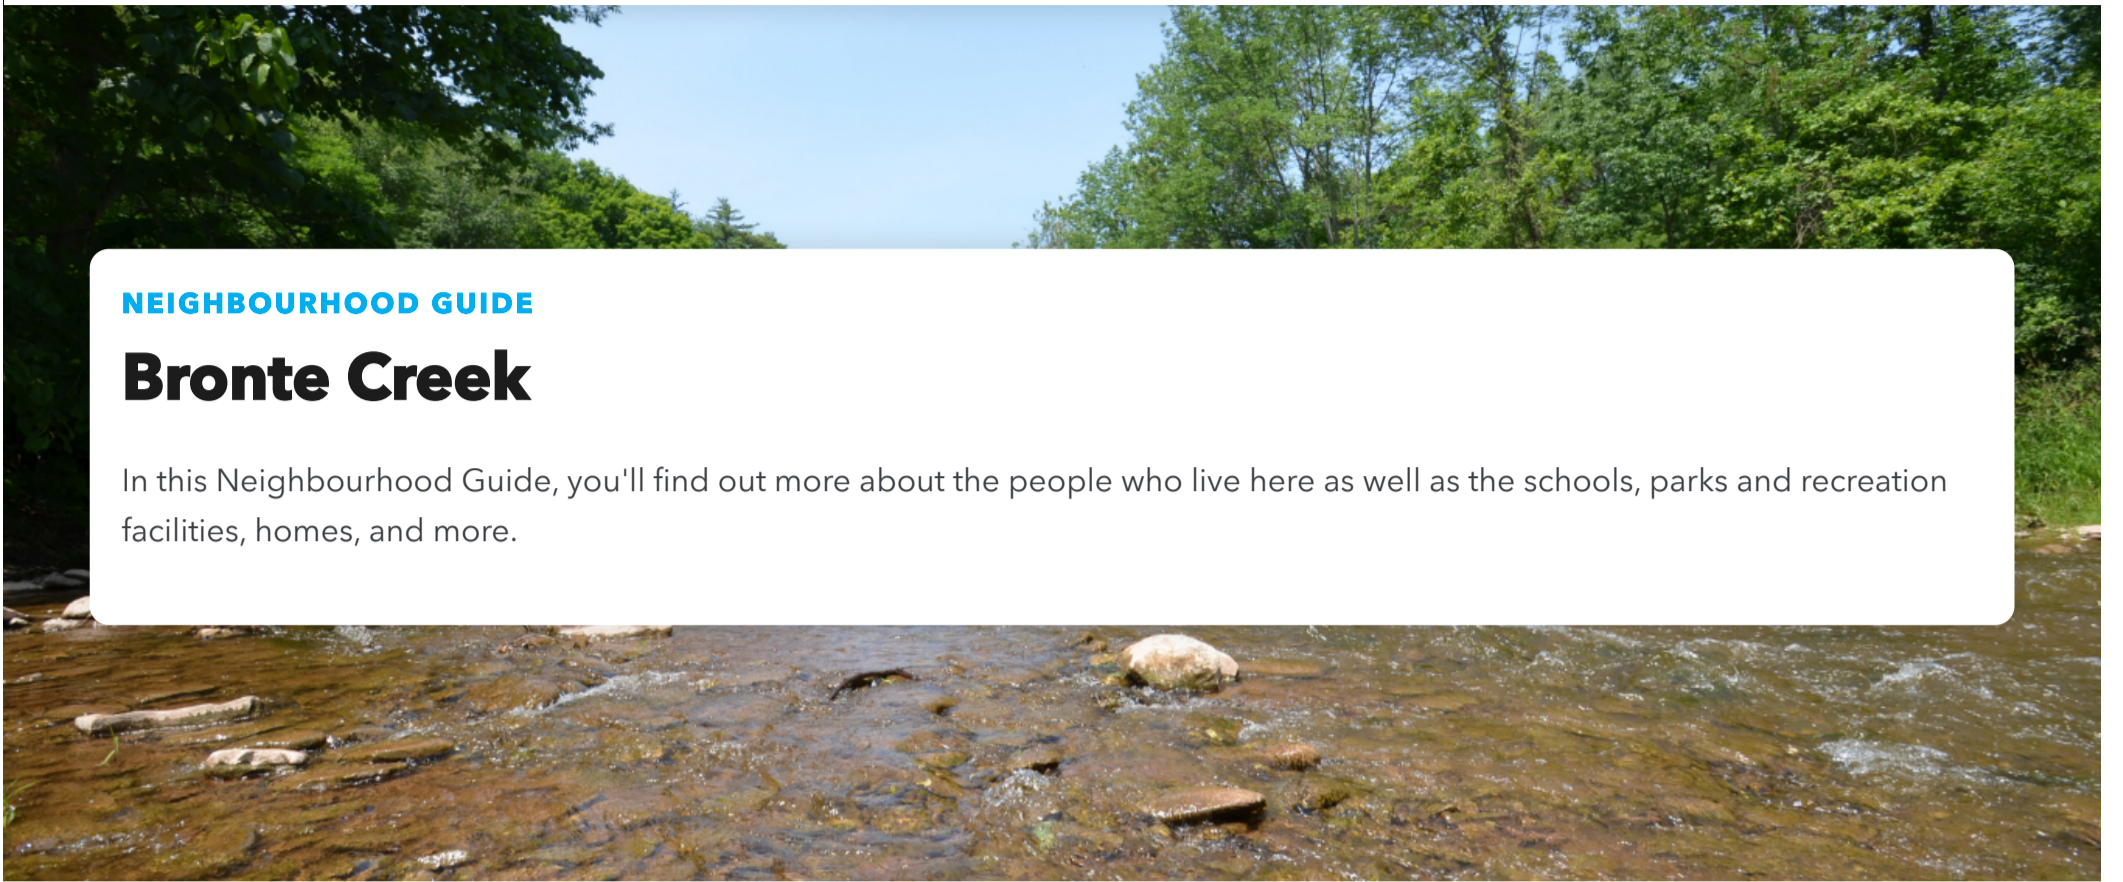 NEIGHBOURHOOD GUIDE
Bronte Creek
In this Neighbourhood Guide, you'll find out more about the people who live here as well as the schools, parks and recreation
facilities, homes, and more.